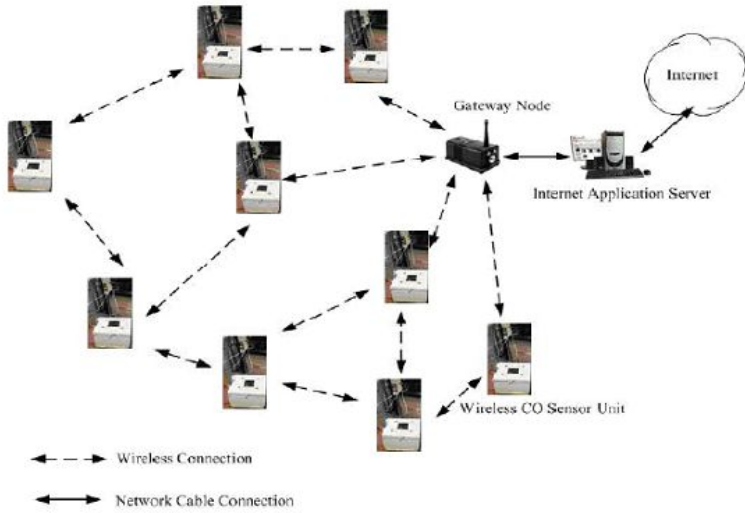 Internet
Gateway Node
Internet Application Server
Wireless CO Sensor Unit
Wireless Connection
Network Cable Connection